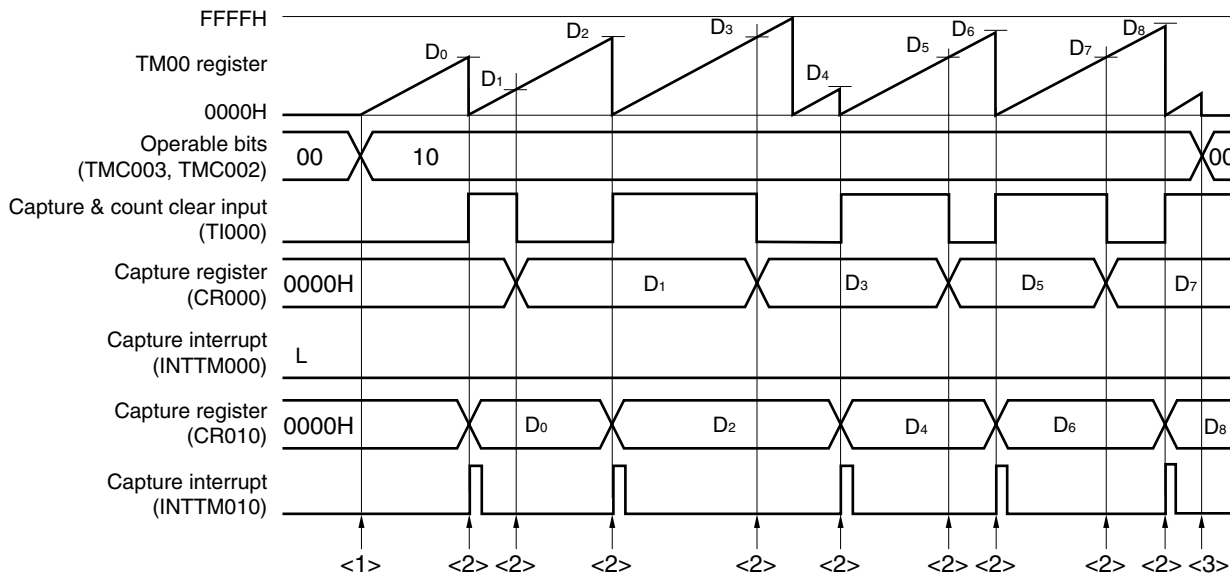 FFFFH
TM00 register
0000H
D0 D1 D2 D3 D4 D5 D6 D7 D8
Operable bits
(TMC003, TMC002)
00 10 00
Capture & count clear input
(TI000)
Capture register
(CR000)
0000H D1 D3 D5 D7
Capture interrupt
(INTTM000)
L
Capture register
(CR010)
0000H D0 D2 D4 D6 D8
Capture interrupt
(INTTM010)
<1> <2> <2> <2> <2> <2> <2> <2> <2> <2> <3>